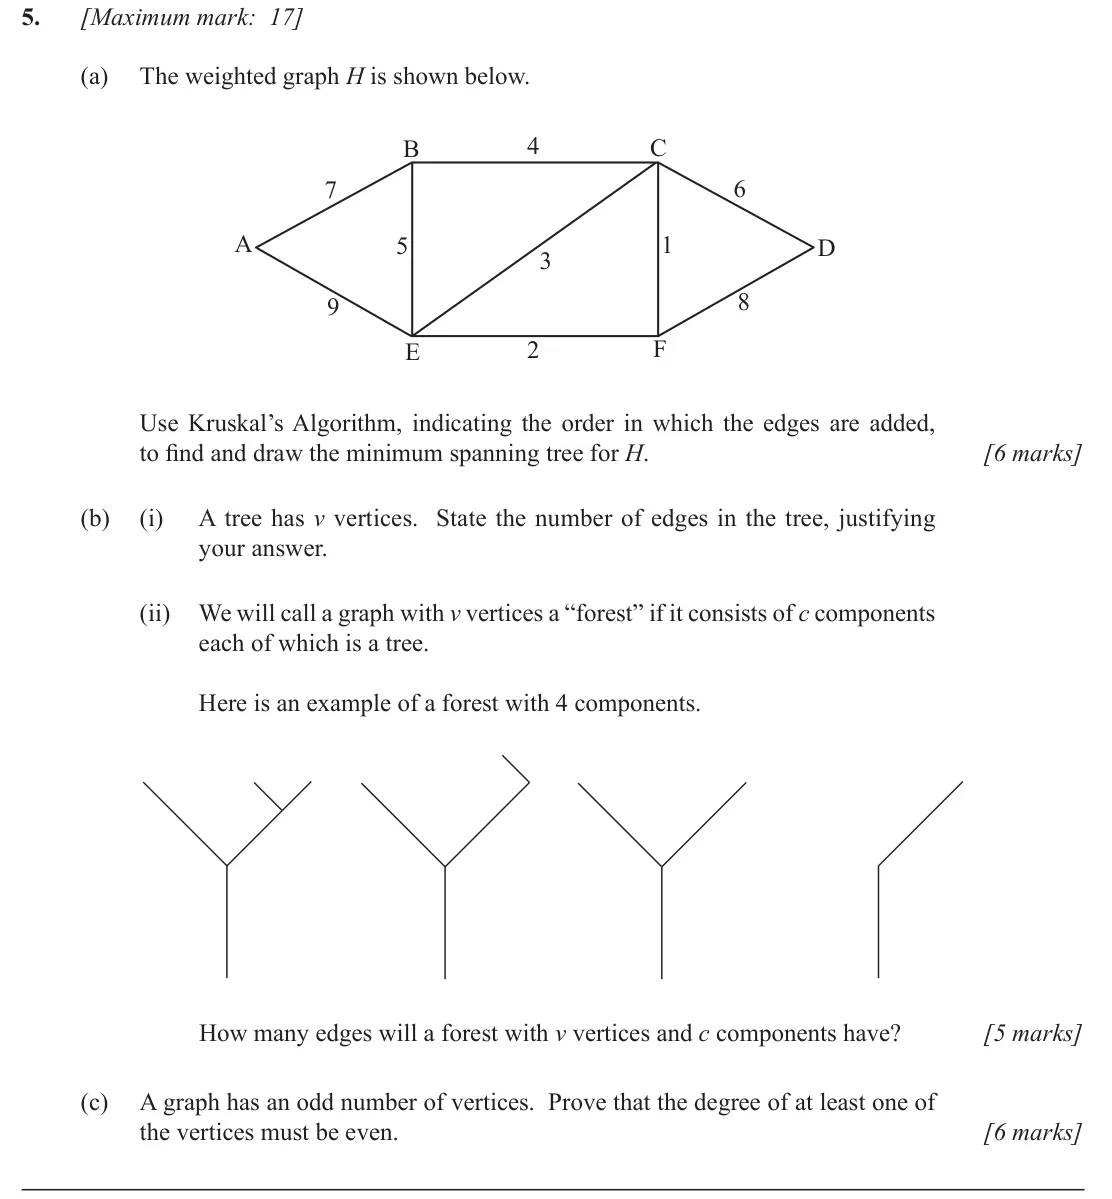 5. [Maximum mark: 17]
(a) The weighted graph H is shown below.
B 4 C
7 6
A 5 3 1 D
9 8
E 2 F
Use Kruskal’s Algorithm, indicating the order in which the edges are added,
to find and draw the minimum spanning tree for H. [6 marks]
(b) (i) A tree has v vertices. State the number of edges in the tree, justifying
your answer.
(ii) We will call a graph with v vertices a “forest” if it consists of c components
each of which is a tree.
Here is an example of a forest with 4 components.
How many edges will a forest with v vertices and c components have? [5 marks]
(c) A graph has an odd number of vertices. Prove that the degree of at least one of
the vertices must be even. [6 marks]